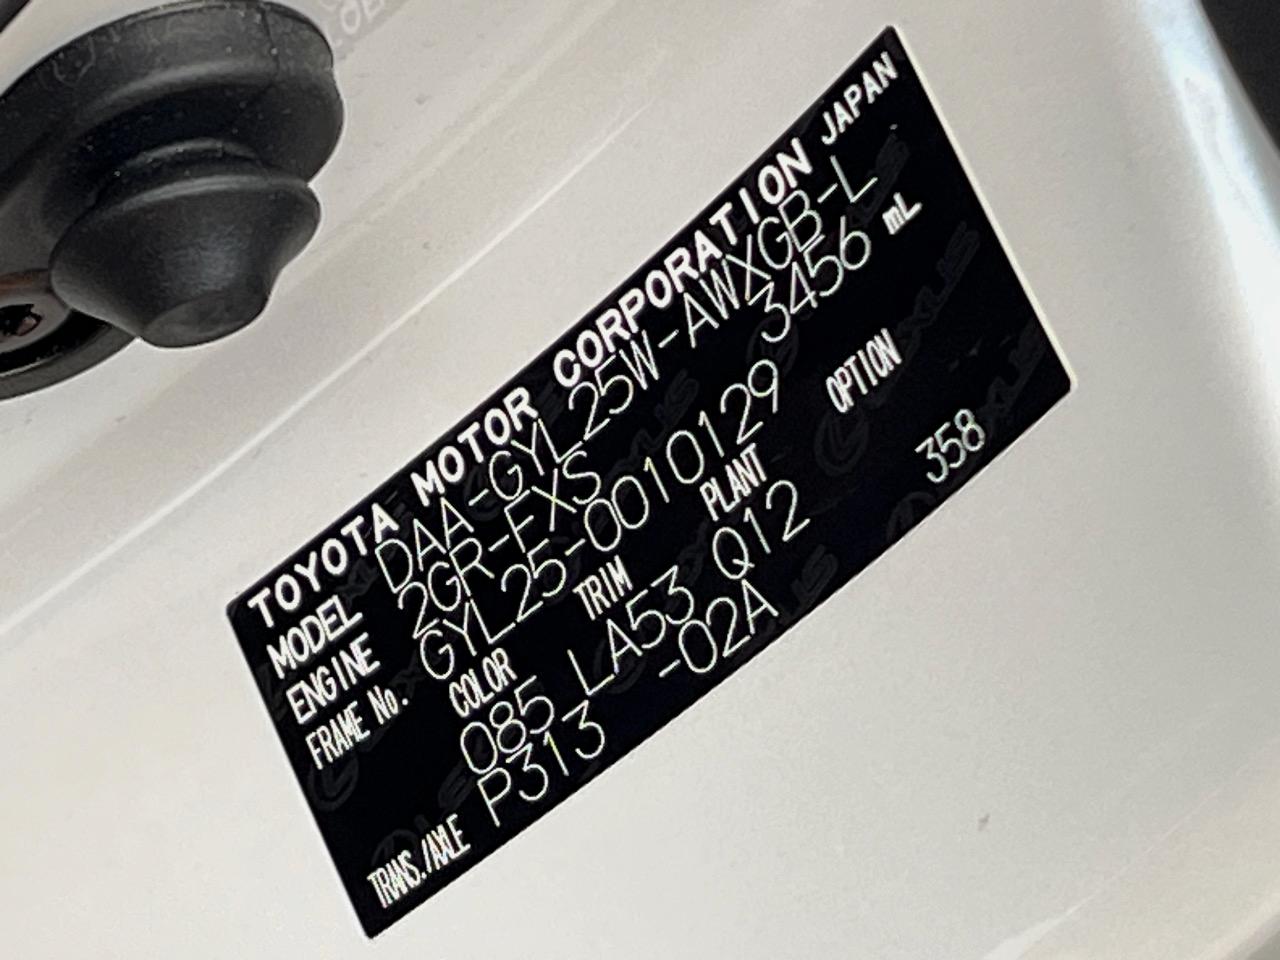 TOYOTA MOTOR CORPORATION JAPAN
MODEL DAA-GYL25W-AWXGB-L
ENGINE 2GR-FXS 3456 mL
FRAME No. GYL25-0010129
COLOR TRIM PLANT OPTION
085 LA53 Q12 358
TRANS./AXLE P313 -02A